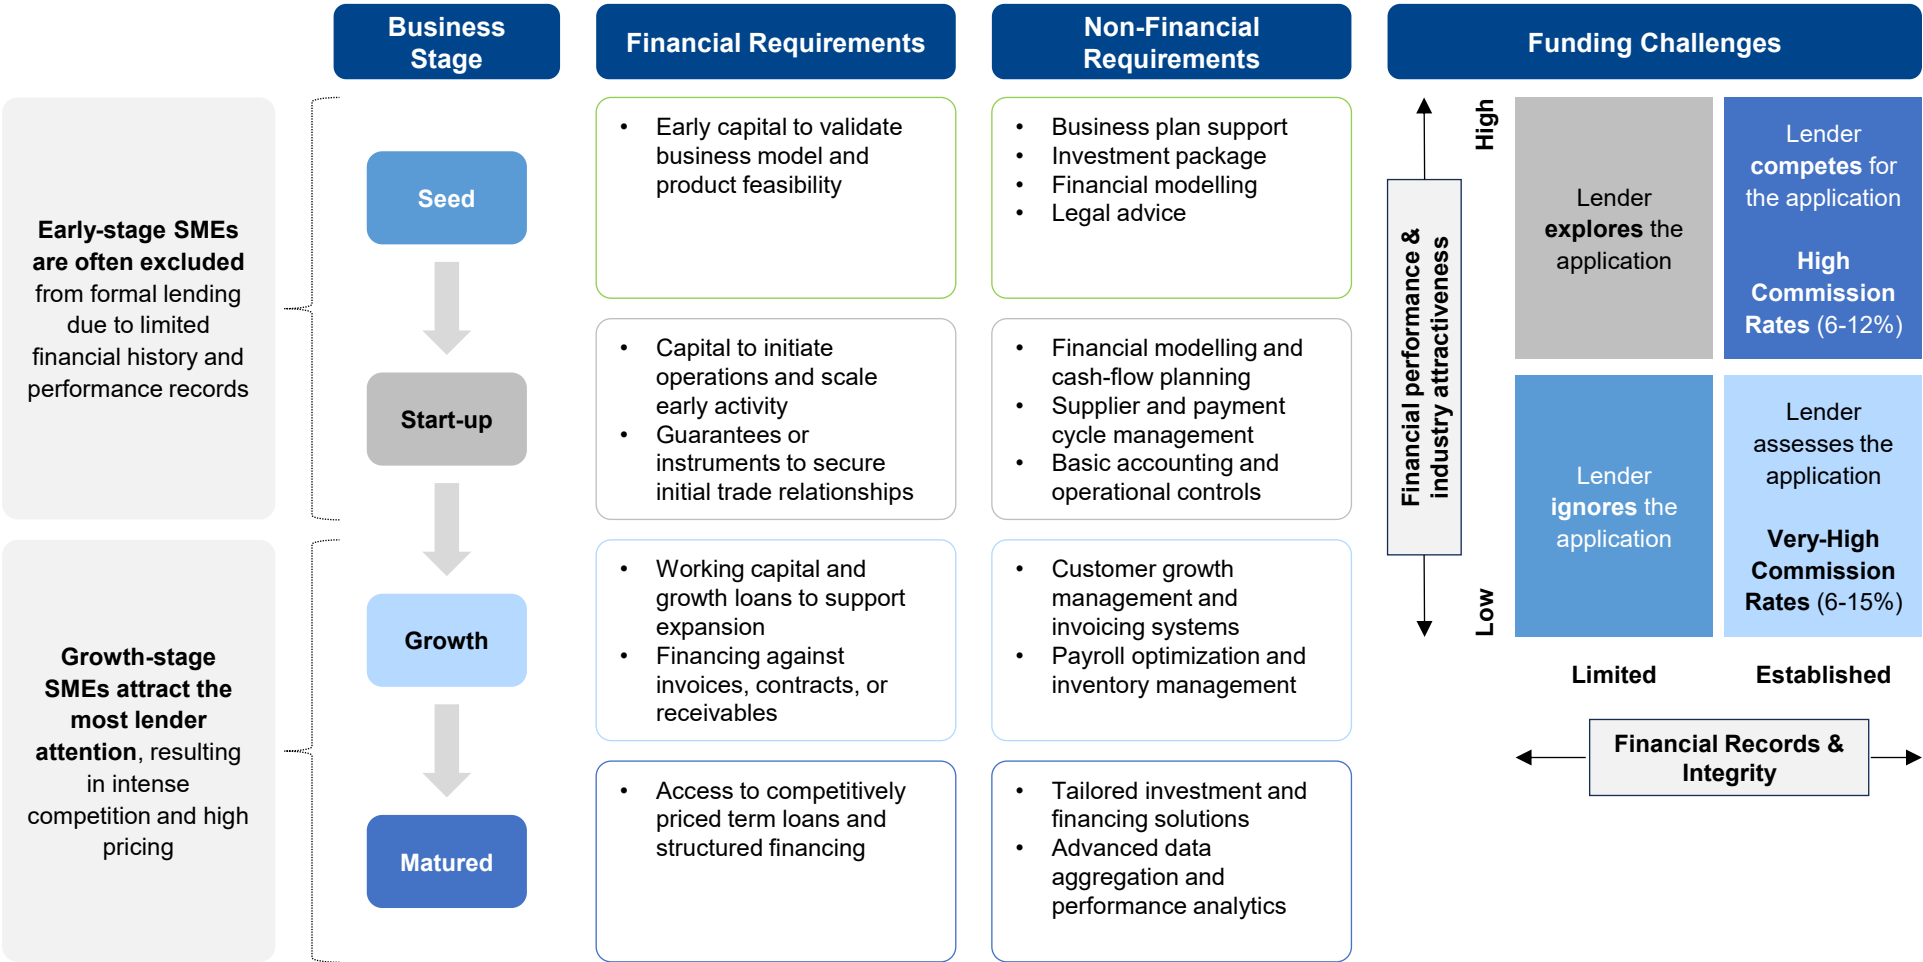 Business
Stage
Financial Requirements
Non-Financial
Requirements
Funding Challenges
Early-stage SMEs
are often excluded
from formal lending
due to limited
financial history and
performance records
Growth-stage
SMEs attract the
most lender
attention, resulting
in intense
competition and high
pricing
Seed
Start-up
Growth
Matured
• Early capital to validate
business model and
product feasibility
• Business plan support
• Investment package
• Financial modelling
• Legal advice
• Capital to initiate
operations and scale
early activity
• Guarantees or
instruments to secure
initial trade relationships
• Financial modelling and
cash-flow planning
• Supplier and payment
cycle management
• Basic accounting and
operational controls
• Working capital and
growth loans to support
expansion
• Financing against
invoices, contracts, or
receivables
• Customer growth
management and
invoicing systems
• Payroll optimization and
inventory management
• Access to competitively
priced term loans and
structured financing
• Tailored investment and
financing solutions
• Advanced data
aggregation and
performance analytics
Financial performance &
industry attractiveness
High
Low
Lender
explores the
application
Lender
competes for
the application
High
Commission
Rates (6-12%)
Lender
ignores the
application
Lender
assesses the
application
Very-High
Commission
Rates (6-15%)
Limited
Established
Financial Records &
Integrity